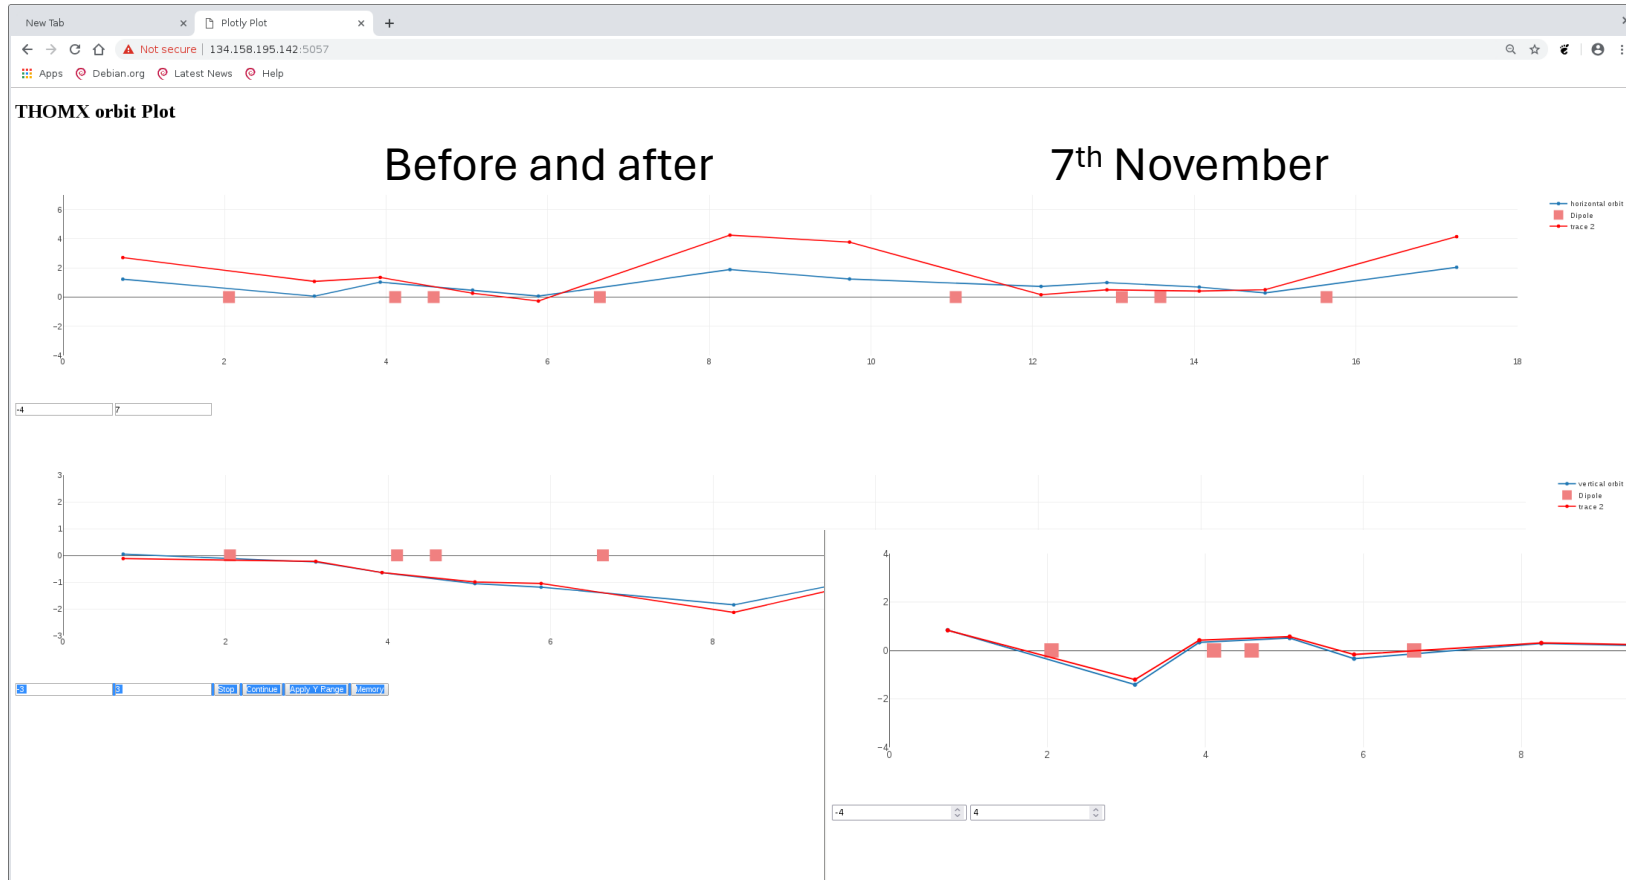 New Tab
Plotly Plot
Not secure | 134.158.195.142:5057
Apps Debian.org Latest News Help
THOMX orbit Plot
Before and after
7th November
6
4
2
0
−2
−4
0 2 4 6 8 10 12 14 16 18
horizontal orbit
Dipole
trace 2
-4 7
3
2
1
0
−1
−2
−3
0 2 4 6 8
vertical orbit
Dipole
trace 2
-3 3 Stop Continue Apply Y Range Memory
4
2
0
−2
−4
0 2 4 6 8
-4 4